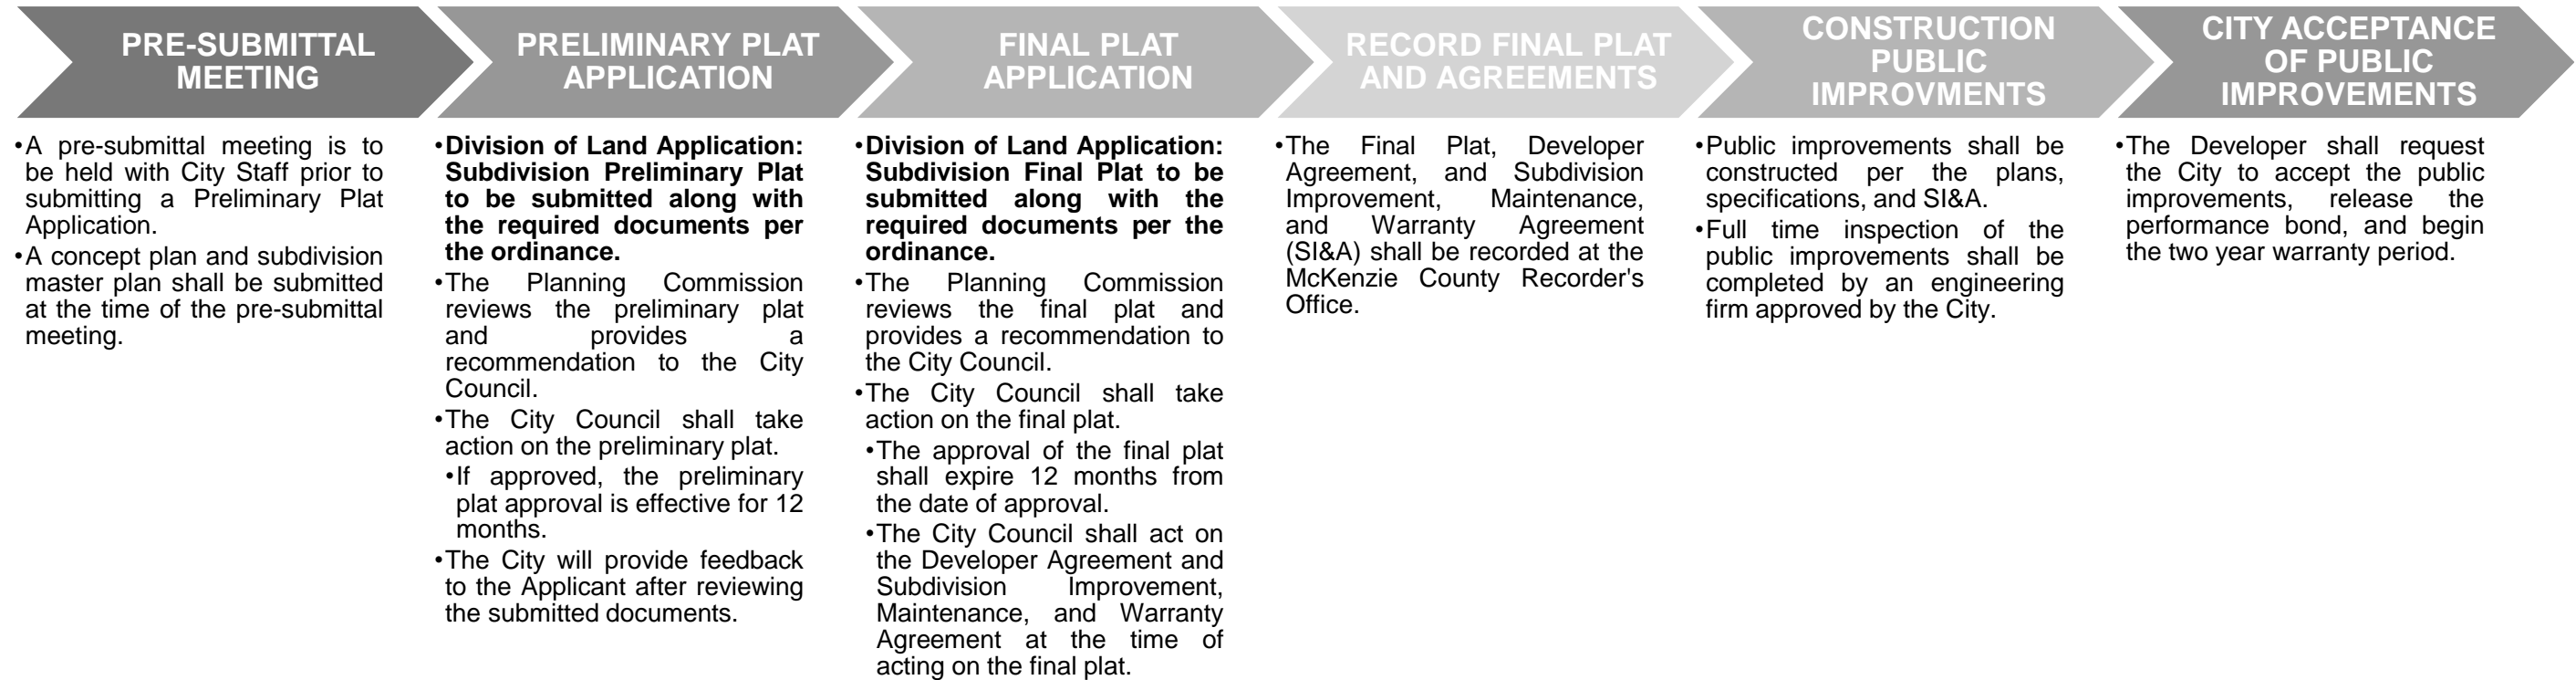 PRE-SUBMITTAL
MEETING
•A pre-submittal meeting is to
be held with City Staff prior to
submitting a Preliminary Plat
Application.
•A concept plan and subdivision
master plan shall be submitted
at the time of the pre-submittal
meeting.
PRELIMINARY PLAT
APPLICATION
•Division of Land Application:
Subdivision Preliminary Plat
to be submitted along with
the required documents per
the ordinance.
•The Planning Commission
reviews the preliminary plat
and provides a
recommendation to the City
Council.
•The City Council shall take
action on the preliminary plat.
•If approved, the preliminary
plat approval is effective for 12
months.
•The City will provide feedback
to the Applicant after reviewing
the submitted documents.
FINAL PLAT
APPLICATION
•Division of Land Application:
Subdivision Final Plat to be
submitted along with the
required documents per the
ordinance.
•The Planning Commission
reviews the final plat and
provides a recommendation to
the City Council.
•The City Council shall take
action on the final plat.
•The approval of the final plat
shall expire 12 months from
the date of approval.
•The City Council shall act on
the Developer Agreement and
Subdivision Improvement,
Maintenance, and Warranty
Agreement at the time of
acting on the final plat.
RECORD FINAL PLAT
AND AGREEMENTS
•The Final Plat, Developer
Agreement, and Subdivision
Improvement, Maintenance,
and Warranty Agreement
(SI&A) shall be recorded at the
McKenzie County Recorder's
Office.
CONSTRUCTION
PUBLIC
IMPROVMENTS
•Public improvements shall be
constructed per the plans,
specifications, and SI&A.
•Full time inspection of the
public improvements shall be
completed by an engineering
firm approved by the City.
CITY ACCEPTANCE
OF PUBLIC
IMPROVEMENTS
•The Developer shall request
the City to accept the public
improvements, release the
performance bond, and begin
the two year warranty period.